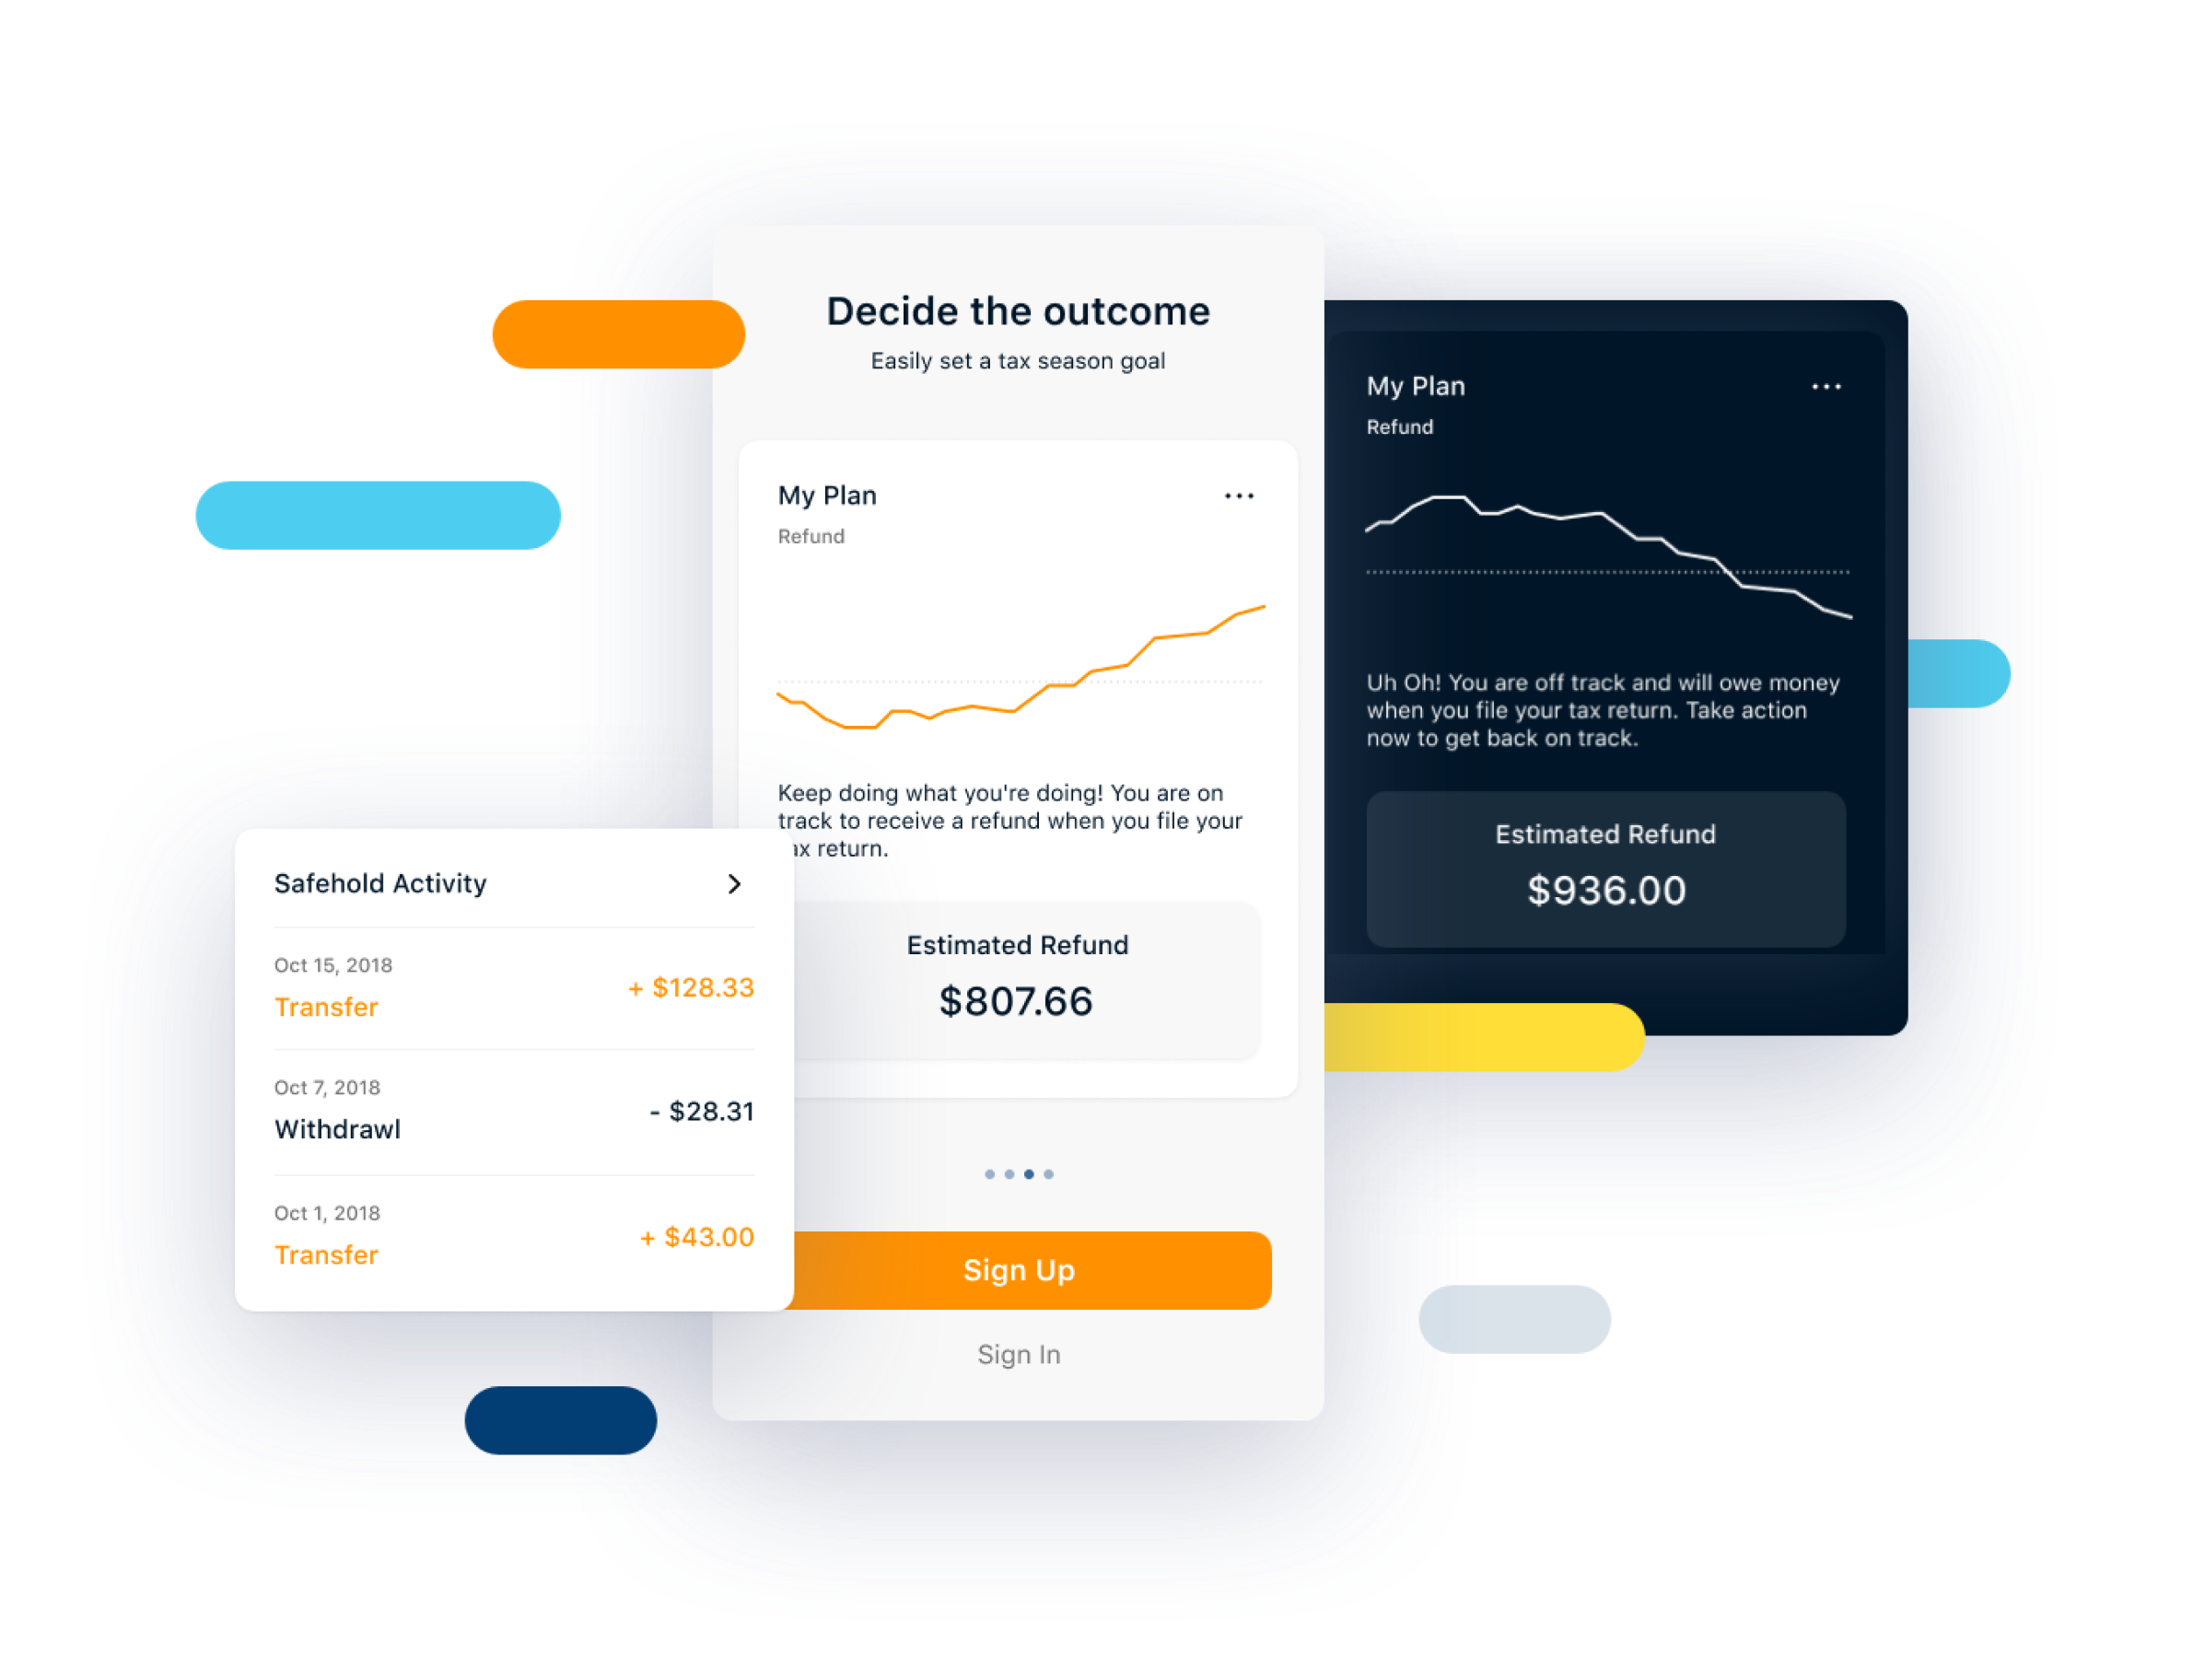 Decide the outcome
Easily set a tax season goal
My Plan
Refund
Keep doing what you're doing! You are on
track to receive a refund when you file your
ax return.
Estimated Refund
$807.66
Sign Up
Sign In
Safehold Activity
Oct 15, 2018
Transfer
+ $128.33
Oct 7, 2018
Withdrawl
- $28.31
Oct 1, 2018
Transfer
+ $43.00
My Plan
Refund
Uh Oh! You are off track and will owe money
when you file your tax return. Take action
now to get back on track.
Estimated Refund
$936.00